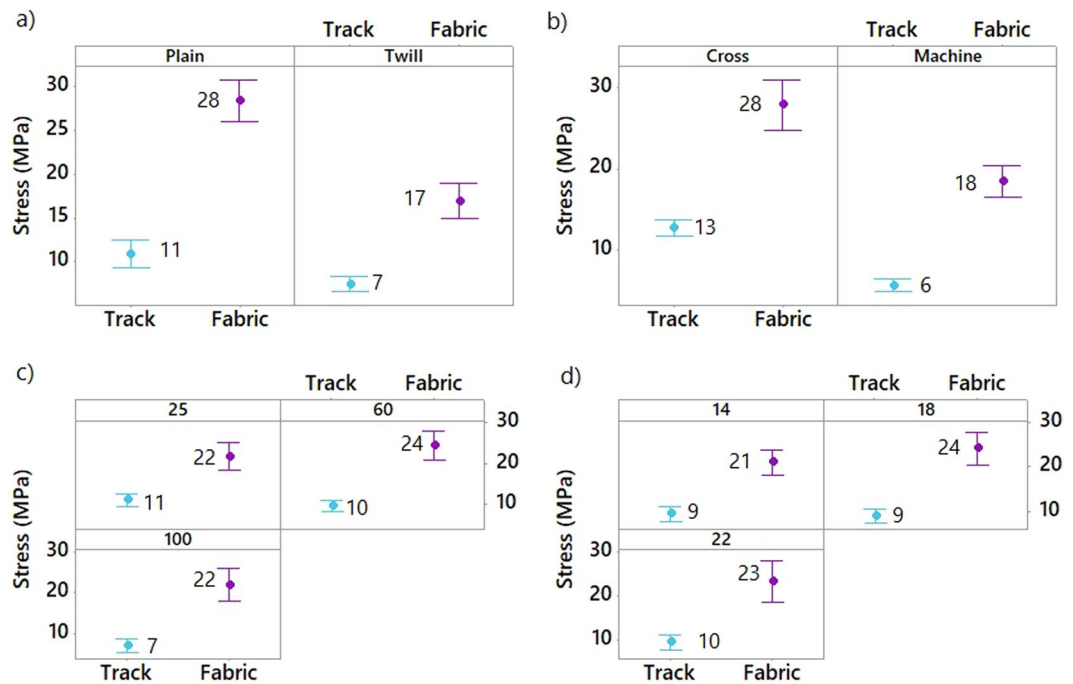 a)
Track Fabric
Plain Twill
Stress (MPa)
30
25
20
15
10
28
11
17
7
Track Fabric
b)
Track Fabric
Cross Machine
Stress (MPa)
30
20
10
28
13
18
6
Track Fabric
c)
Track Fabric
25 60
Stress (MPa)
30
20
10
22
11
24
10
100
30
20
10
22
7
Track Fabric
d)
Track Fabric
14 18
Stress (MPa)
30
20
10
21
9
24
9
22
30
20
10
23
10
Track Fabric